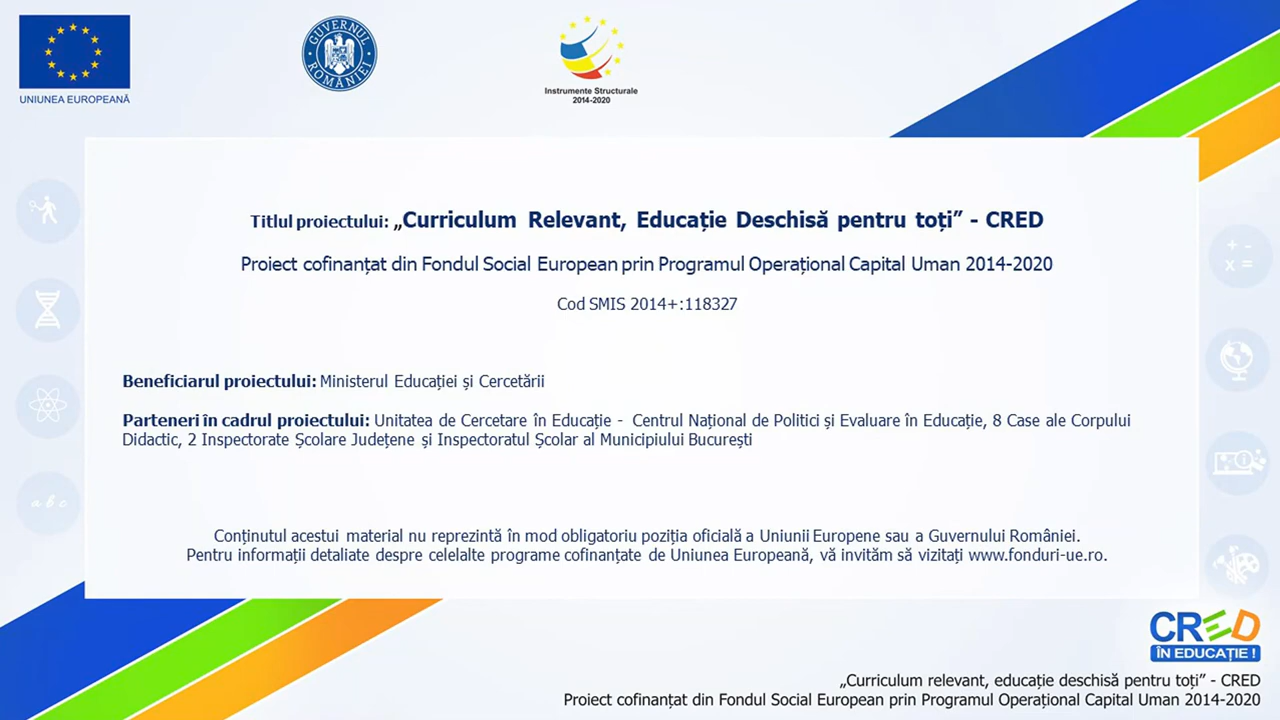 UNIUNEA EUROPEANĂ
GUVERNUL ROMÂNIEI
Instrumente Structurale
2014-2020
Titlul proiectului: „Curriculum Relevant, Educație Deschisă pentru toți” - CRED
Proiect cofinanțat din Fondul Social European prin Programul Operațional Capital Uman 2014-2020
Cod SMIS 2014+:118327
+ -
x =
Beneficiarul proiectului: Ministerul Educației și Cercetării
Parteneri în cadrul proiectului: Unitatea de Cercetare în Educație - Centrul Național de Politici și Evaluare în Educație, 8 Case ale Corpului
Didactic, 2 Inspectorate Școlare Județene și Inspectoratul Școlar al Municipiului București
a b c
Conținutul acestui material nu reprezintă în mod obligatoriu poziția oficială a Uniunii Europene sau a Guvernului României.
Pentru informații detaliate despre celelalte programe cofinanțate de Uniunea Europeană, vă invităm să vizitați www.fonduri-ue.ro.
CRED
ÎN EDUCAȚIE !
„Curriculum relevant, educație deschisă pentru toți” - CRED
Proiect cofinanțat din Fondul Social European prin Programul Operațional Capital Uman 2014-2020